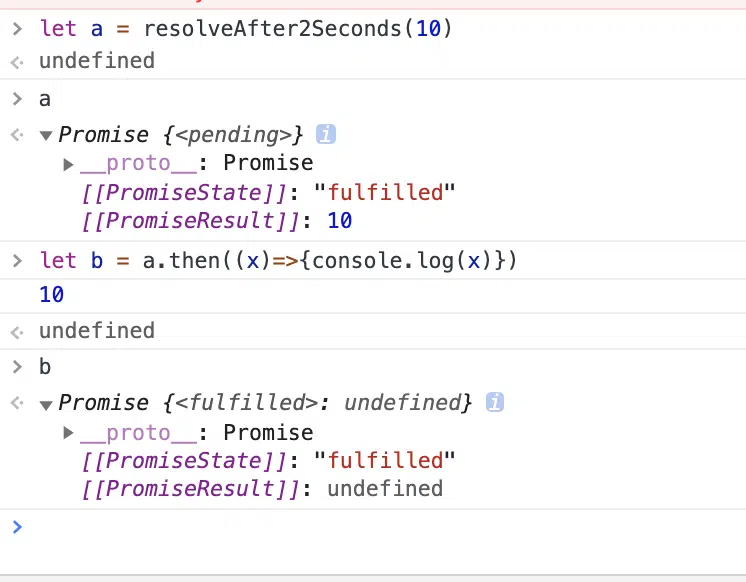 > let a = resolveAfter2Seconds(10)
undefined
> a
▼Promise {<pending>} i
▶__proto__: Promise
[[PromiseState]]: "fulfilled"
[[PromiseResult]]: 10
> let b = a.then((x)=>{console.log(x)})
10
undefined
> b
▼Promise {<fulfilled>: undefined} i
▶__proto__: Promise
[[PromiseState]]: "fulfilled"
[[PromiseResult]]: undefined
>